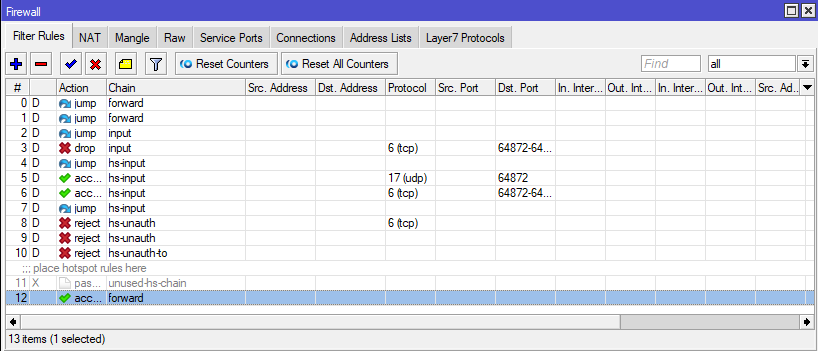 Firewall
Filter Rules NAT Mangle Raw Service Ports Connections Address Lists Layer7 Protocols
Reset Counters Reset All Counters Find all
# Action Chain Src. Address Dst. Address Protocol Src. Port Dst. Port In. Inter... Out. Int... In. Inter... Out. Int... Src. Ad...
0 D jump forward
1 D jump forward
2 D jump input
3 D drop input 6 (tcp) 64872-64...
4 D jump hs-input
5 D acc... hs-input 17 (udp) 64872
6 D acc... hs-input 6 (tcp) 64872-64...
7 D jump hs-input
8 D reject hs-unauth 6 (tcp)
9 D reject hs-unauth
10 D reject hs-unauth-to
;;; place hotspot rules here
11 X pas... unused-hs-chain
12 acc... forward
13 items (1 selected)